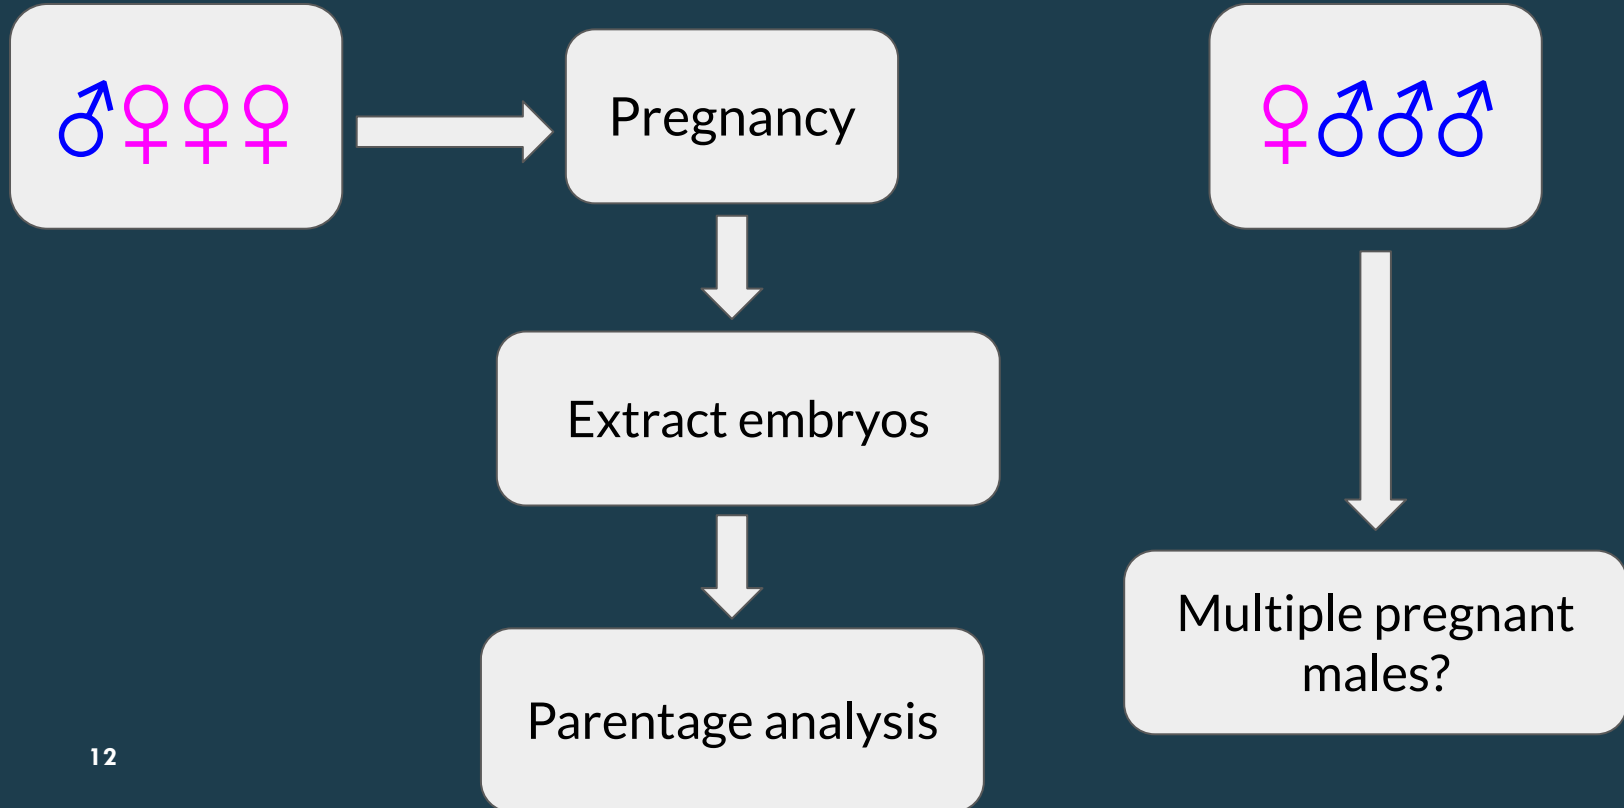 ♂♀♀♀
Pregnancy
Extract embryos
Parentage analysis
♀♂♂♂
Multiple pregnant
males?
12